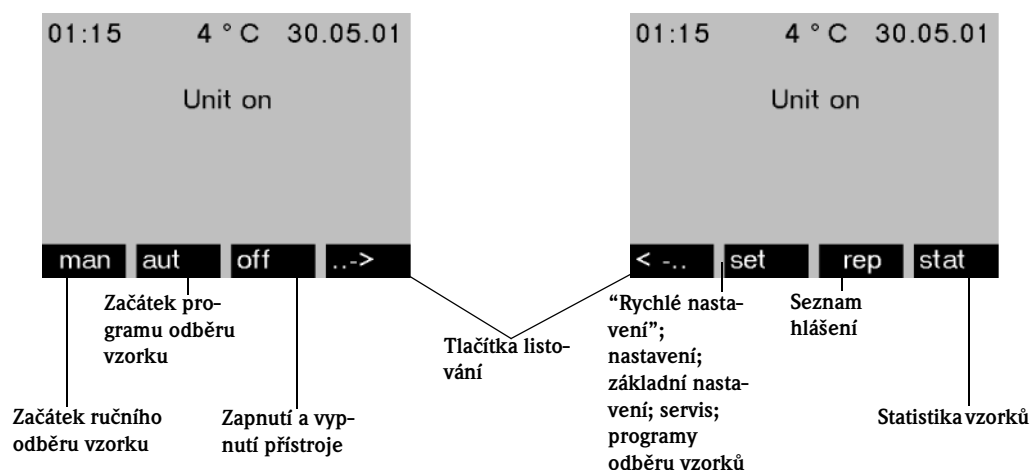 01:15 4 ° C 30.05.01
Unit on
man aut off ..->
01:15 4 ° C 30.05.01
Unit on
< -.. set rep stat
Začátek pro-
gramu odběru
vzorku
Začátek ručního
odběru vzorku
Zapnutí a vyp-
nutí přístroje
Tlačítka listo-
vání
“Rychlé nasta-
vení”;
nastavení;
základní nasta-
vení; servis;
programy
odběru vzorků
Seznam
hlášení
Statistika vzorků